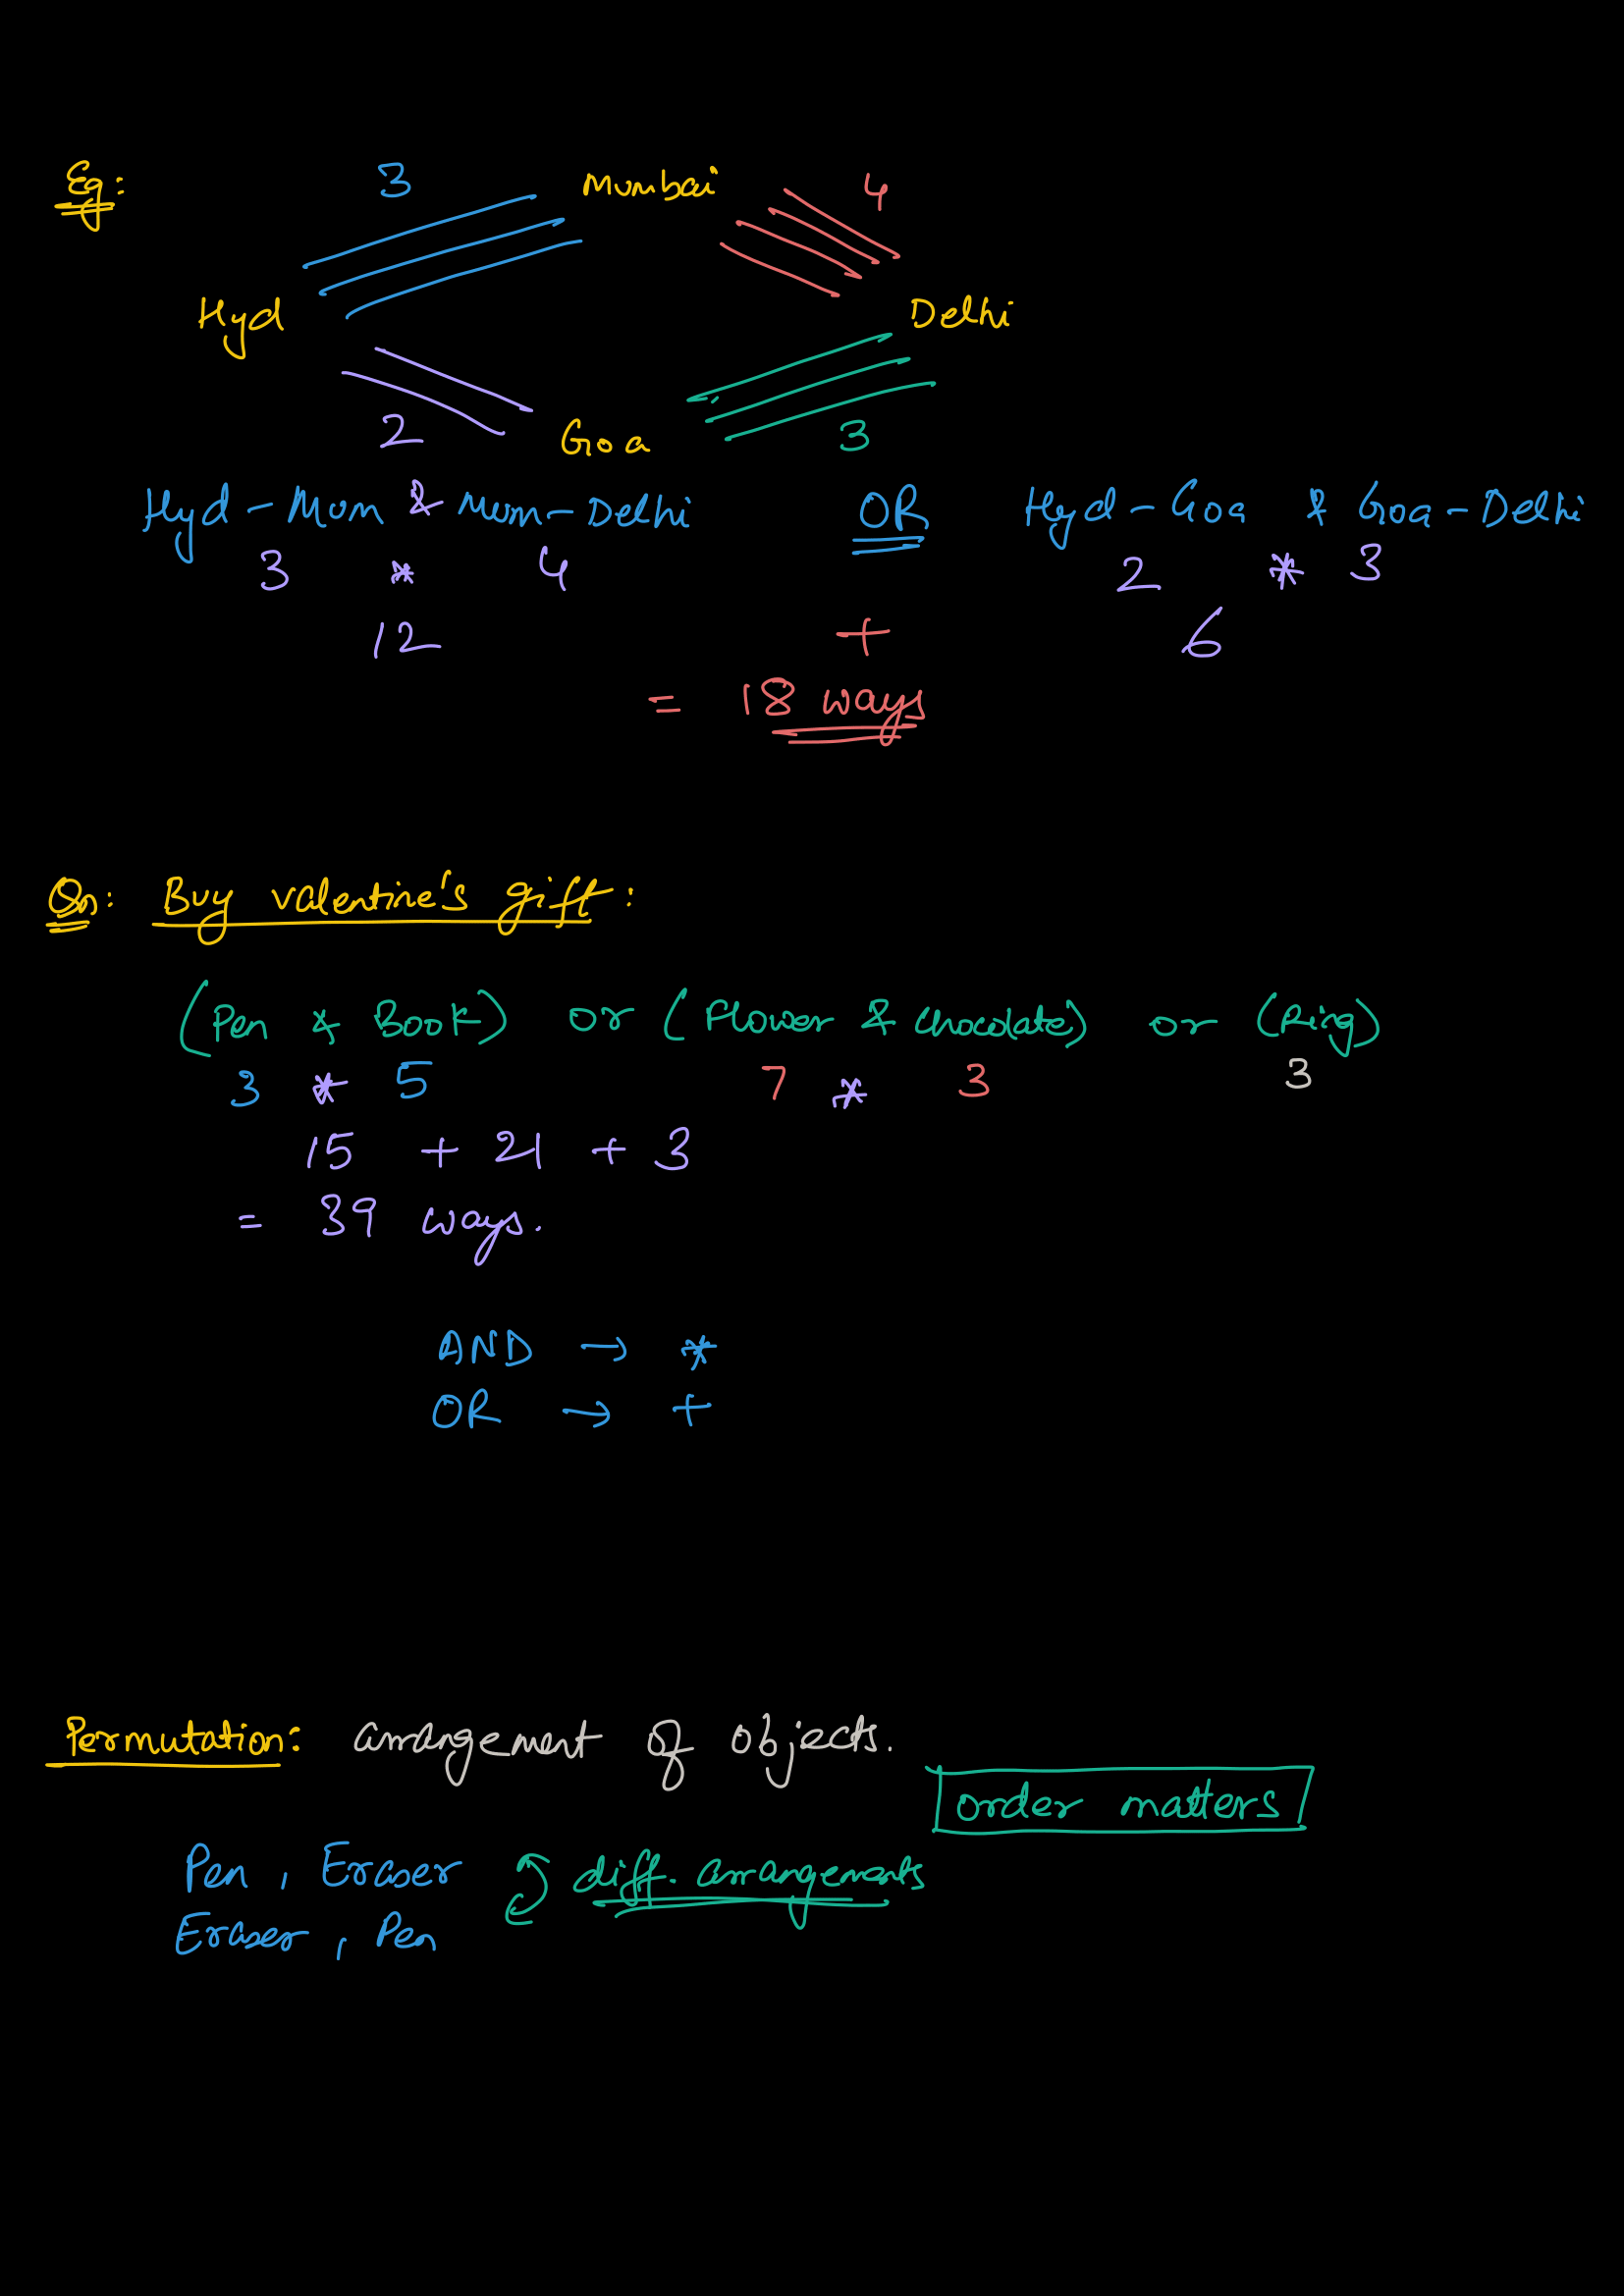 Eg:
3 Mumbai 4
Hyd Delhi
2 Goa 3
Hyd - Mum & Mum - Delhi OR Hyd - Goa & Goa - Delhi
3 * 4 2 * 3
12 + 6
= 18 ways
Qn: Buy valentine's gift:
(Pen & Book) or (Flower & Chocolate) or (Ring)
3 * 5 7 * 3 3
15 + 21 + 3
= 39 ways.
AND → *
OR → +
Permutation: arrangement of objects.
order matters
Pen, Eraser diff. arrangements
Eraser, Pen